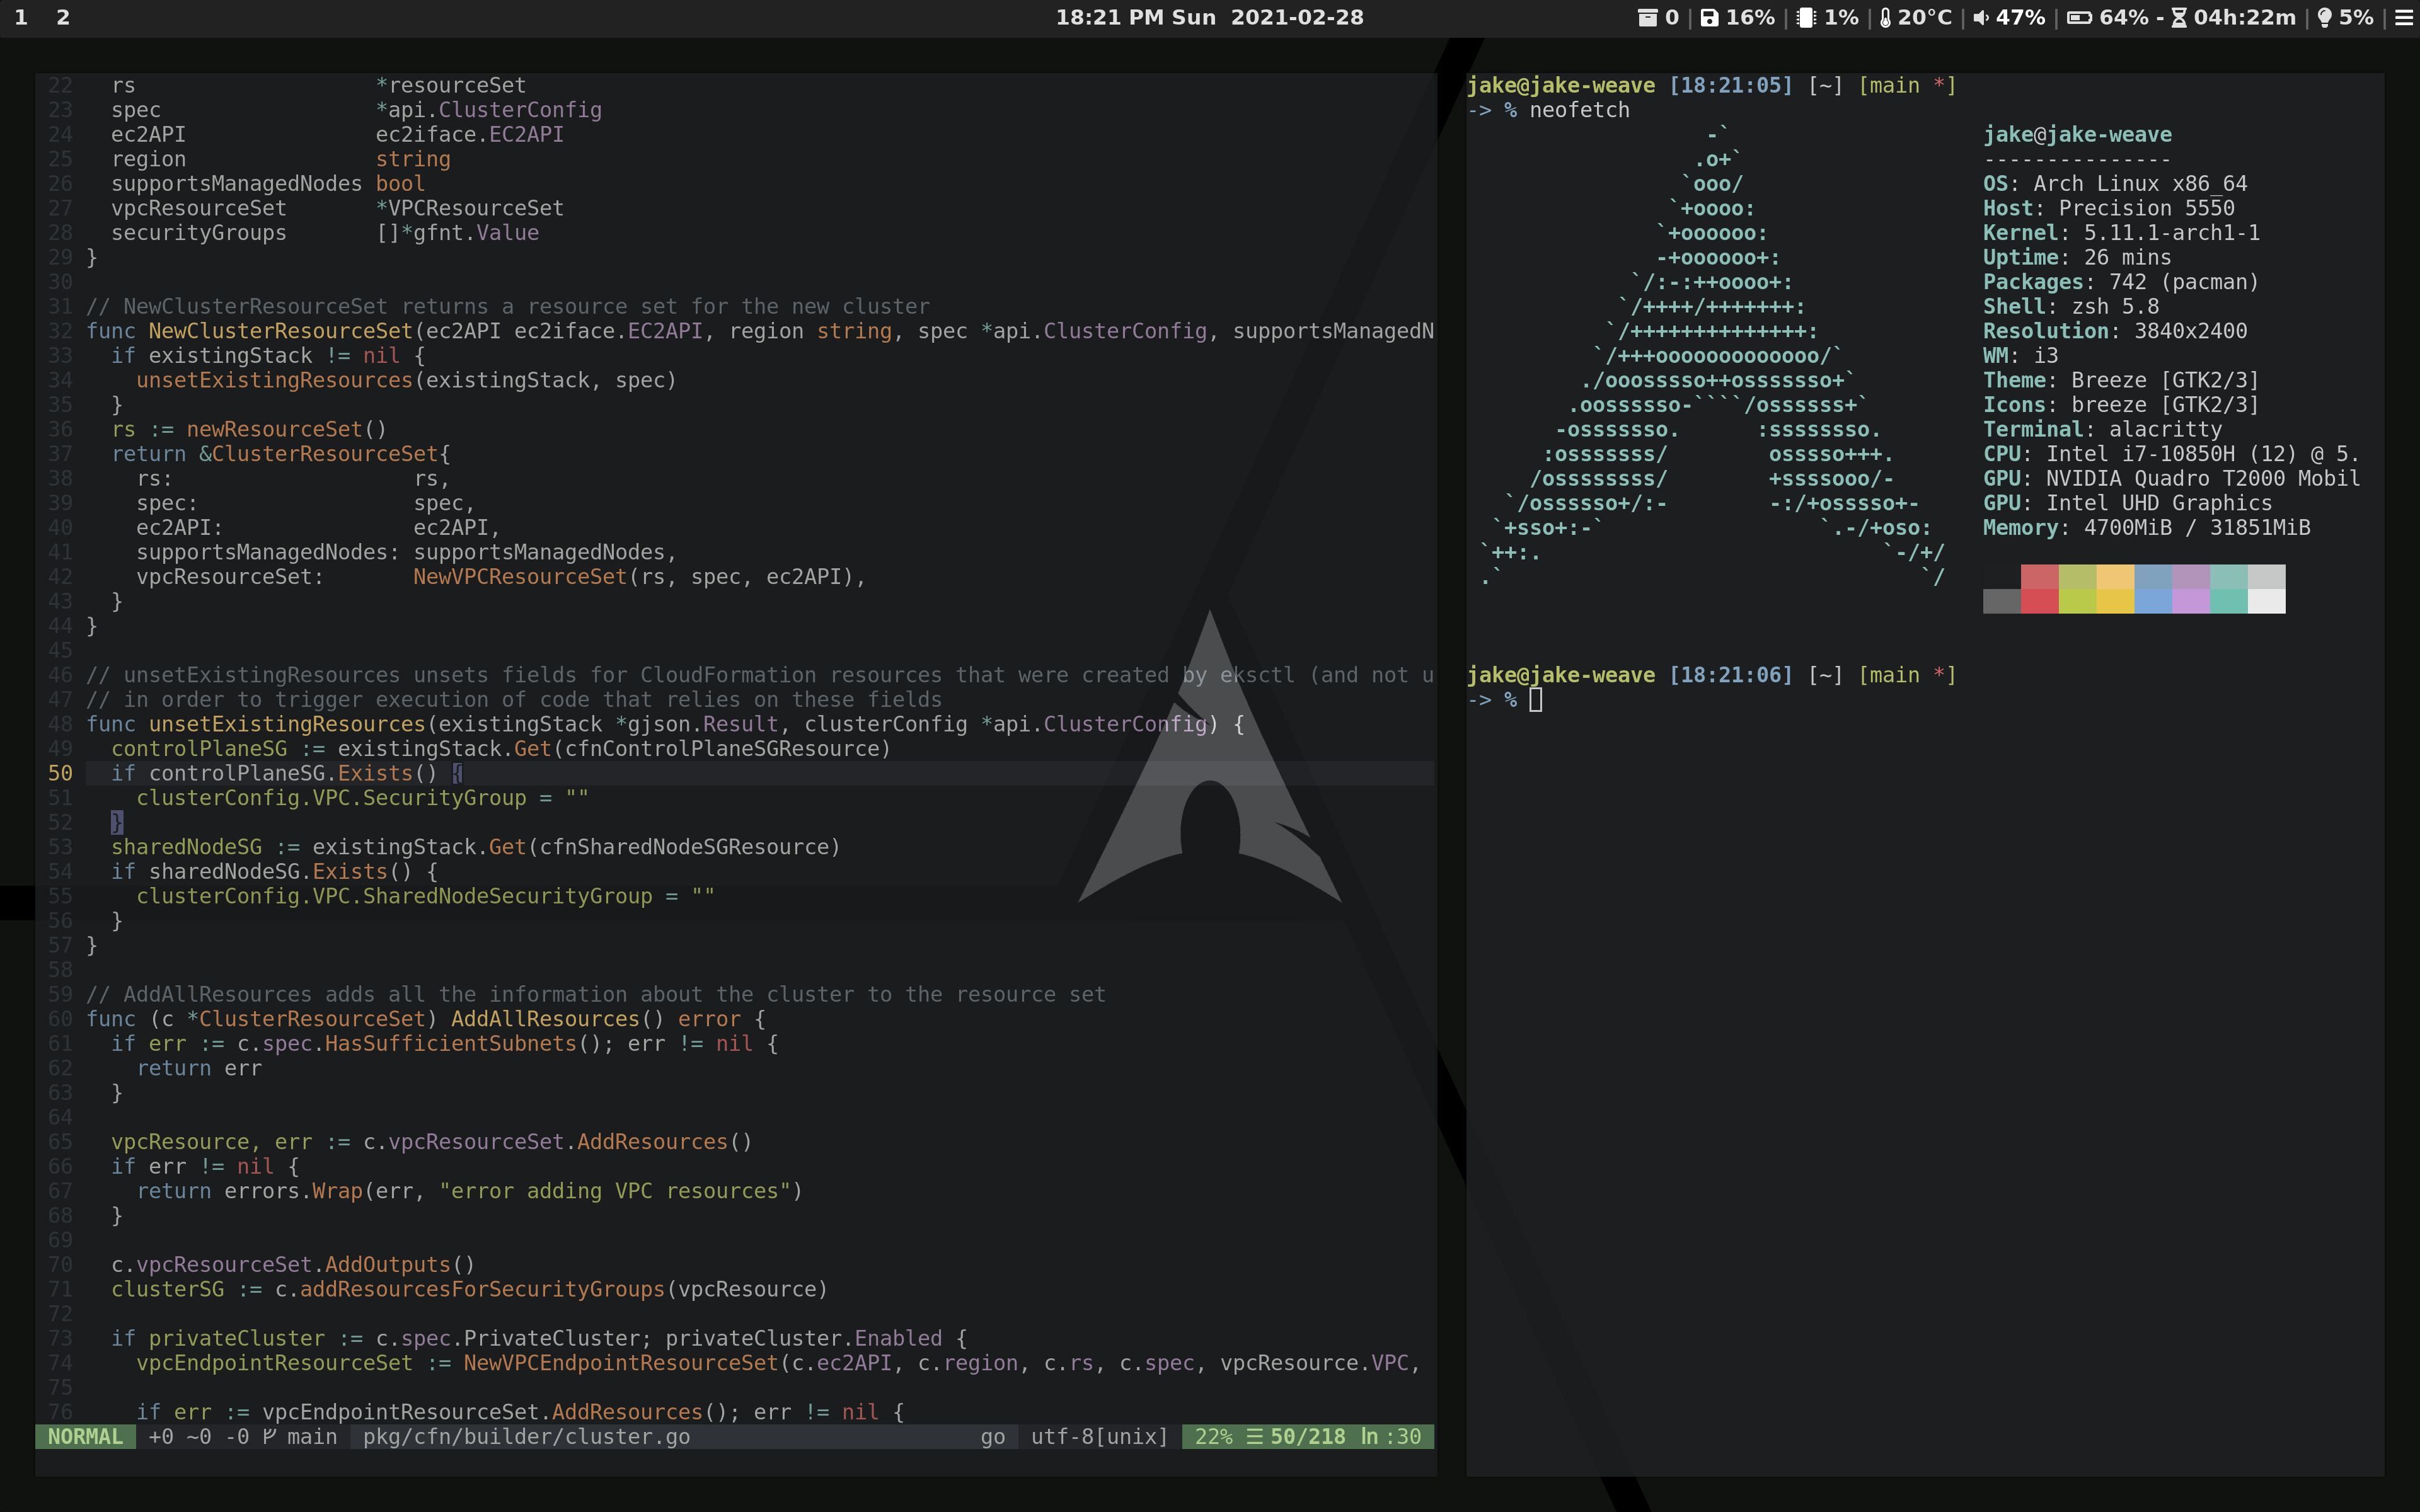 1 2 18:21 PM Sun 2021-02-28 0 | 16% | 1% | 20°C | 47% | 64% - 04h:22m | 5% |
22   rs                   *resourceSet
23   spec                 *api.ClusterConfig
24   ec2API               ec2iface.EC2API
25   region               string
26   supportsManagedNodes bool
27   vpcResourceSet       *VPCResourceSet
28   securityGroups       []*gfnt.Value
29 }
30
31 // NewClusterResourceSet returns a resource set for the new cluster
32 func NewClusterResourceSet(ec2API ec2iface.EC2API, region string, spec *api.ClusterConfig, supportsManagedN
33   if existingStack != nil {
34     unsetExistingResources(existingStack, spec)
35   }
36   rs := newResourceSet()
37   return &ClusterResourceSet{
38     rs:                   rs,
39     spec:                 spec,
40     ec2API:               ec2API,
41     supportsManagedNodes: supportsManagedNodes,
42     vpcResourceSet:       NewVPCResourceSet(rs, spec, ec2API),
43   }
44 }
45
46 // unsetExistingResources unsets fields for CloudFormation resources that were created by eksctl (and not u
47 // in order to trigger execution of code that relies on these fields
48 func unsetExistingResources(existingStack *gjson.Result, clusterConfig *api.ClusterConfig) {
49   controlPlaneSG := existingStack.Get(cfnControlPlaneSGResource)
50   if controlPlaneSG.Exists() {
51     clusterConfig.VPC.SecurityGroup = ""
52   }
53   sharedNodeSG := existingStack.Get(cfnSharedNodeSGResource)
54   if sharedNodeSG.Exists() {
55     clusterConfig.VPC.SharedNodeSecurityGroup = ""
56   }
57 }
58
59 // AddAllResources adds all the information about the cluster to the resource set
60 func (c *ClusterResourceSet) AddAllResources() error {
61   if err := c.spec.HasSufficientSubnets(); err != nil {
62     return err
63   }
64
65   vpcResource, err := c.vpcResourceSet.AddResources()
66   if err != nil {
67     return errors.Wrap(err, "error adding VPC resources")
68   }
69
70   c.vpcResourceSet.AddOutputs()
71   clusterSG := c.addResourcesForSecurityGroups(vpcResource)
72
73   if privateCluster := c.spec.PrivateCluster; privateCluster.Enabled {
74     vpcEndpointResourceSet := NewVPCEndpointResourceSet(c.ec2API, c.region, c.rs, c.spec, vpcResource.VPC,
75
76     if err := vpcEndpointResourceSet.AddResources(); err != nil {
NORMAL +0 ~0 -0 main pkg/cfn/builder/cluster.go go utf-8[unix] 22% ☰ 50/218 ln :30
jake@jake-weave [18:21:05] [~] [main *]
-> % neofetch
                   -`                    jake@jake-weave
                  .o+`                   ---------------
                 `ooo/                   OS: Arch Linux x86_64
                `+oooo:                  Host: Precision 5550
               `+oooooo:                 Kernel: 5.11.1-arch1-1
               -+oooooo+:                Uptime: 26 mins
             `/:-:++oooo+:               Packages: 742 (pacman)
            `/++++/+++++++:              Shell: zsh 5.8
           `/++++++++++++++:             Resolution: 3840x2400
          `/+++ooooooooooooo/`           WM: i3
         ./ooosssso++osssssso+`          Theme: Breeze [GTK2/3]
        .oossssso-````/ossssss+`         Icons: breeze [GTK2/3]
       -osssssso.      :ssssssso.        Terminal: alacritty
      :osssssss/        osssso+++.       CPU: Intel i7-10850H (12) @ 5.
     /ossssssss/        +ssssooo/-       GPU: NVIDIA Quadro T2000 Mobil
   `/ossssso+/:-        -:/+osssso+-     GPU: Intel UHD Graphics
  `+sso+:-`                 `.-/+oso:    Memory: 4700MiB / 31851MiB
 `++:.                           `-/+/
 .`                                 `/
jake@jake-weave [18:21:06] [~] [main *]
-> %